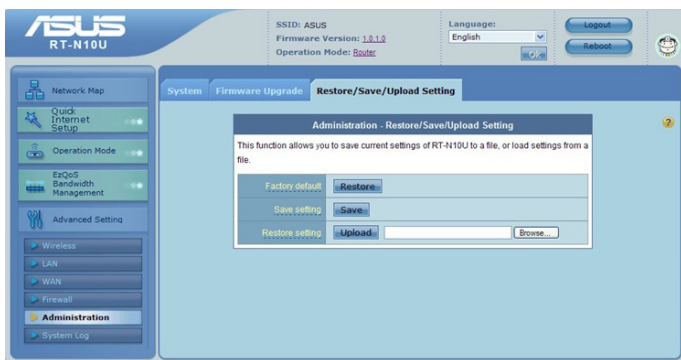 ASUS
RT-N10U
SSID: ASUS
Firmware Version: 1.0.1.0
Operation Mode: Router
Language:
English
OK
Logout
Reboot
Network Map
Quick
Internet
Setup
Operation Mode
EzQoS
Bandwidth
Management
Advanced Setting
Wireless
LAN
WAN
Firewall
Administration
System Log
System
Firmware Upgrade
Restore/Save/Upload Setting
Administration - Restore/Save/Upload Setting
This function allows you to save current settings of RT-N10U to a file, or load settings from a
file.
Factory default Restore
Save setting Save
Restore setting Upload Browse...
?